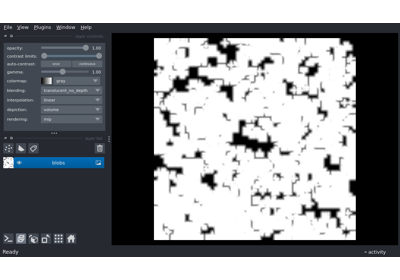 File View Plugins Window Help
opacity: 1.00
contrast limits:
auto-contrast: once continuous
gamma: 1.00
colormap: gray
blending: translucent_no_depth
interpolation: linear
depiction: volume
rendering: mip
blobs
Ready
activity